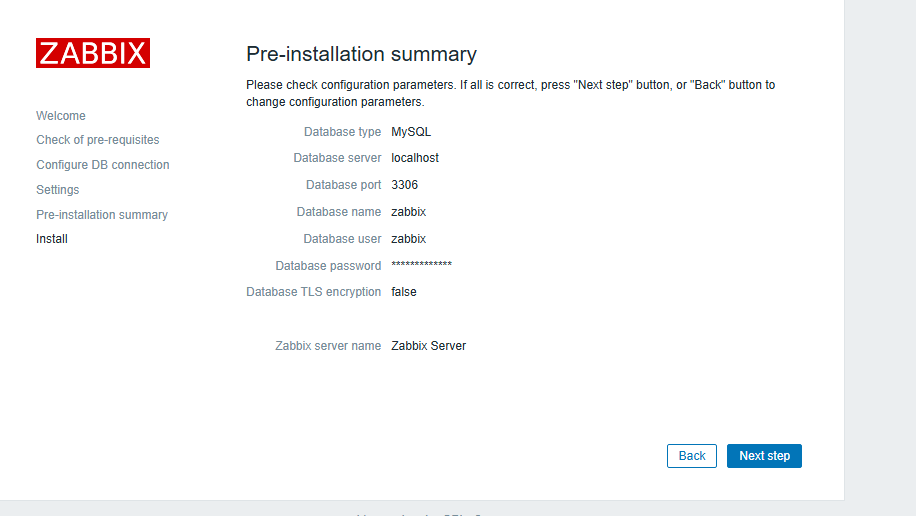 ZABBIX
Welcome
Check of pre-requisites
Configure DB connection
Settings
Pre-installation summary
Install
Pre-installation summary
Please check configuration parameters. If all is correct, press "Next step" button, or "Back" button to
change configuration parameters.
Database type MySQL
Database server localhost
Database port 3306
Database name zabbix
Database user zabbix
Database password *************
Database TLS encryption false
Zabbix server name Zabbix Server
Back Next step